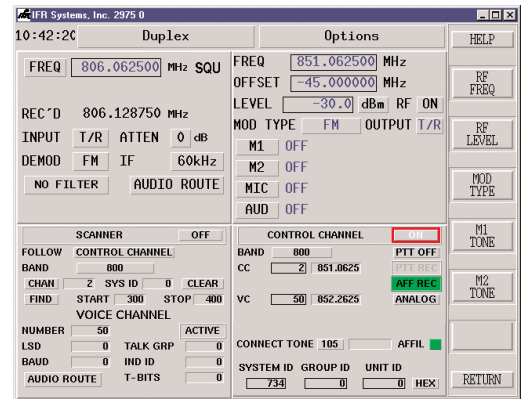 IFR Systems, Inc. 2975 0
10:42:20 Duplex Options
HELP
FREQ 806.062500 MHz SQU
FREQ 851.062500 MHz
OFFSET -45.000000 MHz
RF FREQ
REC'D 806.128750 MHz
LEVEL -30.0 dBm RF ON
INPUT T/R ATTEN 0 dB
MOD TYPE FM OUTPUT T/R
RF LEVEL
DEMOD FM IF 60kHz
M1 OFF
M2 OFF
NO FILTER AUDIO ROUTE
MIC OFF
AUD OFF
MOD TYPE
SCANNER OFF
FOLLOW CONTROL CHANNEL
BAND 800
CHAN 2 SYS ID 0 CLEAR
FIND START 300 STOP 400
VOICE CHANNEL
NUMBER 50 ACTIVE
LSD 0 TALK GRP 0
BAUD 0 IND ID 0
AUDIO ROUTE T-BITS 0
CONTROL CHANNEL ON
BAND 800 PTT OFF
CC 2 851.0625 PTT REC
AFF REC
VC 50 852.2625 ANALOG
CONNECT TONE 105 AFFIL
SYSTEM ID GROUP ID UNIT ID
734 0 0 HEX
M1 TONE
M2 TONE
RETURN